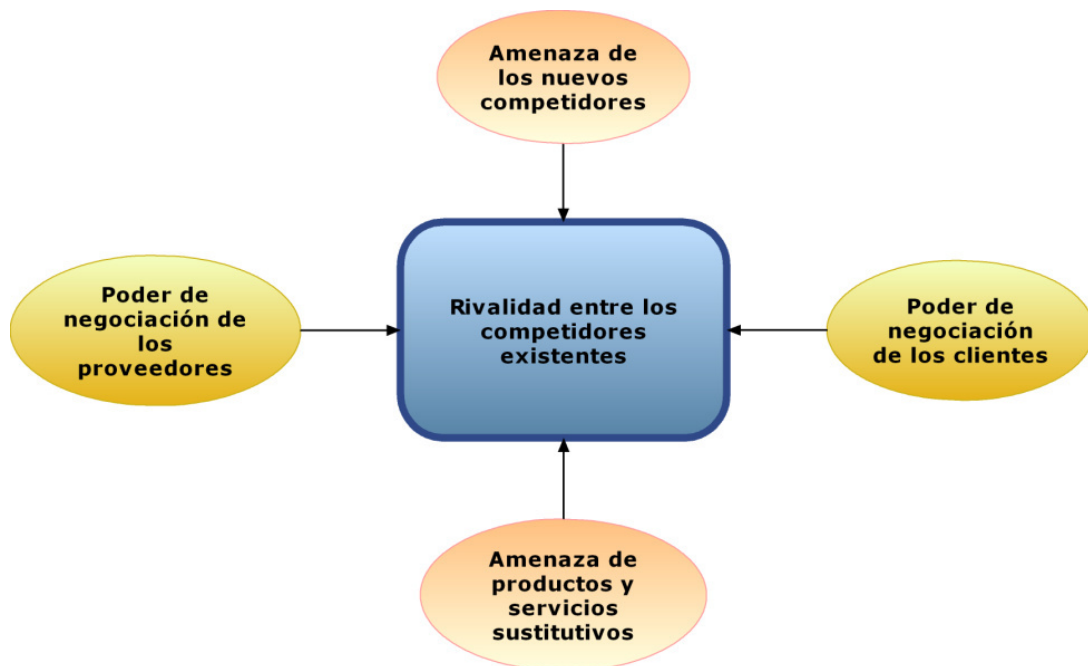 Amenaza de
los nuevos
competidores
Poder de
negociación de
los
proveedores
Rivalidad entre los
competidores
existentes
Poder de
negociación
de los clientes
Amenaza de
productos y
servicios
sustitutivos